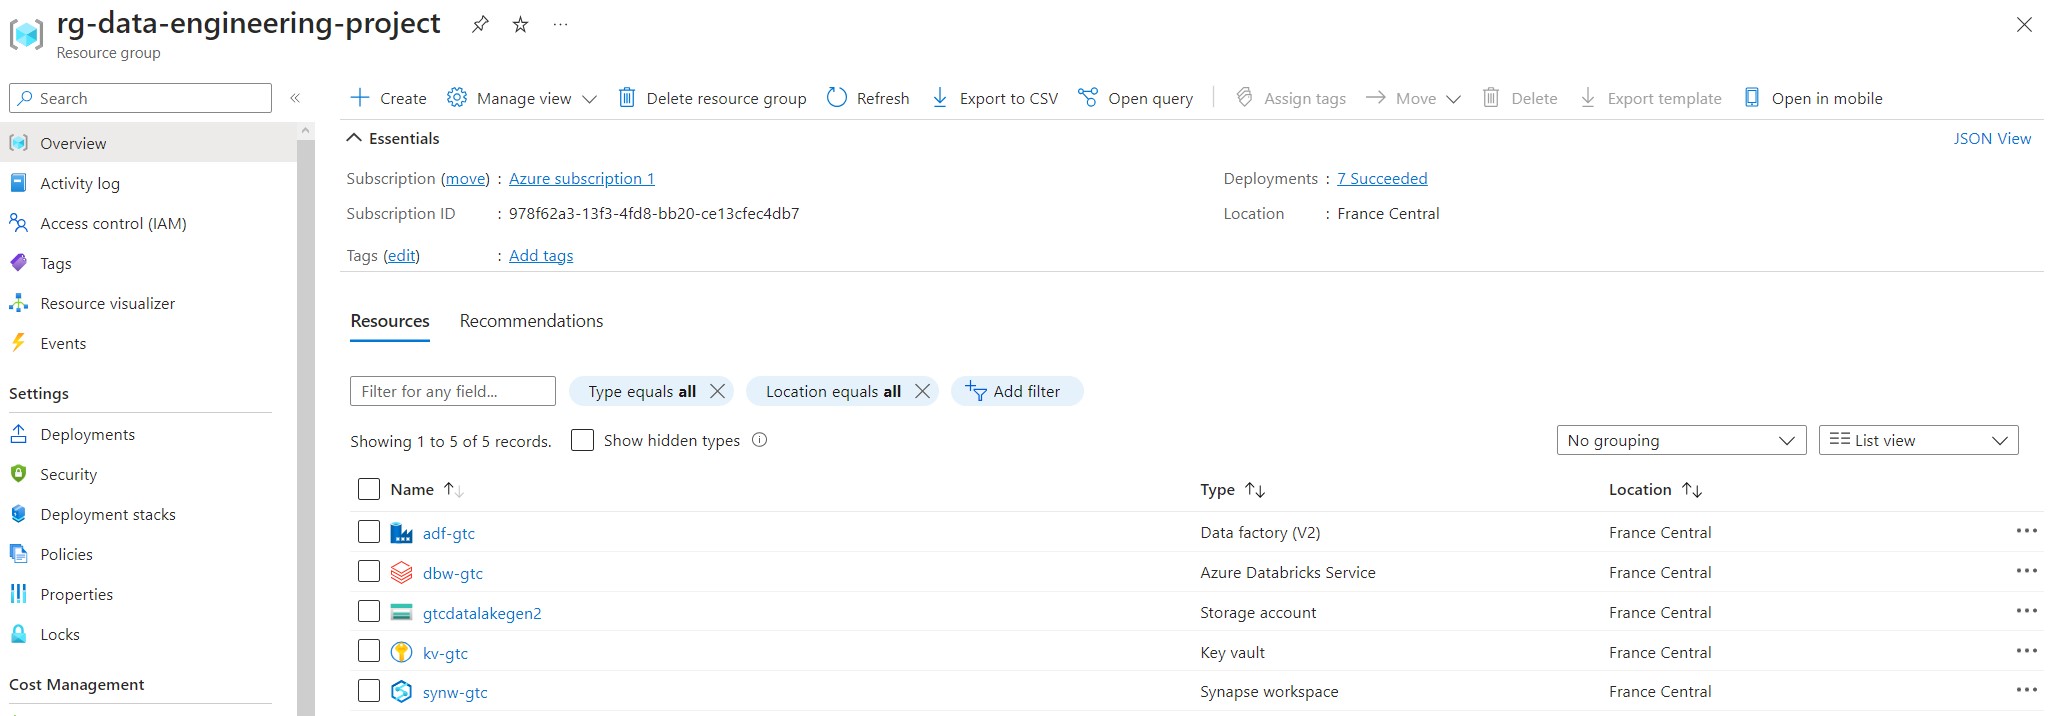 rg-data-engineering-project
Resource group
Search
Create Manage view Delete resource group Refresh Export to CSV Open query Assign tags Move Delete Export template Open in mobile
Overview
Activity log
Access control (IAM)
Tags
Resource visualizer
Events
Settings
Deployments
Security
Deployment stacks
Policies
Properties
Locks
Cost Management
Essentials JSON View
Subscription (move) : Azure subscription 1 Deployments : 7 Succeeded
Subscription ID : 978f62a3-13f3-4fd8-bb20-ce13cfec4db7 Location : France Central
Tags (edit) : Add tags
Resources Recommendations
Filter for any field... Type equals all Location equals all Add filter
Showing 1 to 5 of 5 records. Show hidden types No grouping List view
Name Type Location
adf-gtc Data factory (V2) France Central
dbw-gtc Azure Databricks Service France Central
gtcdatalakegen2 Storage account France Central
kv-gtc Key vault France Central
synw-gtc Synapse workspace France Central